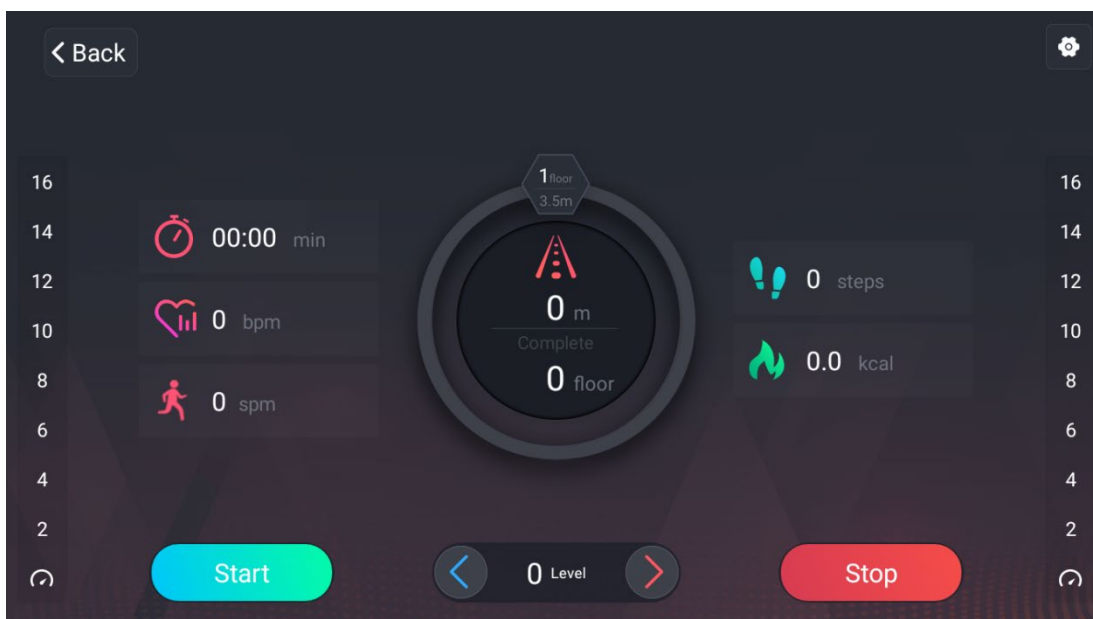 Back
16
14
12
10
8
6
4
2
00:00 min
0 bpm
0 spm
1 floor
3.5m
0 m
Complete
0 floor
0 steps
0.0 kcal
16
14
12
10
8
6
4
2
Start
0 Level
Stop